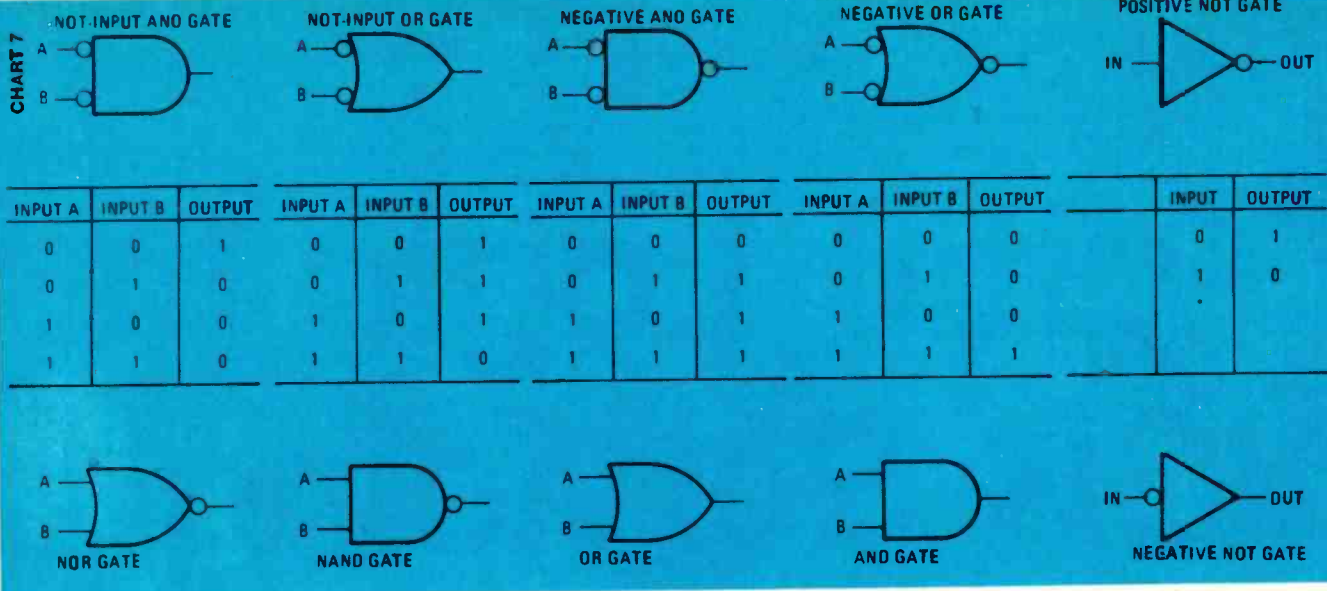 CHART 7
NOT-INPUT AND GATE
A
B
NOT-INPUT OR GATE
A
B
NEGATIVE AND GATE
A
B
NEGATIVE OR GATE
A
B
POSITIVE NOT GATE
IN OUT
INPUT A INPUT B OUTPUT
0 0 1
0 1 0
1 0 0
1 1 0
INPUT A INPUT B OUTPUT
0 0 1
0 1 1
1 0 1
1 1 0
INPUT A INPUT B OUTPUT
0 0 0
0 1 1
1 0 1
1 1 1
INPUT A INPUT B OUTPUT
0 0 0
0 1 0
1 0 0
1 1 1
INPUT OUTPUT
0 1
1 0
A
B
NOR GATE
A
B
NAND GATE
A
B
OR GATE
A
B
AND GATE
IN OUT
NEGATIVE NOT GATE